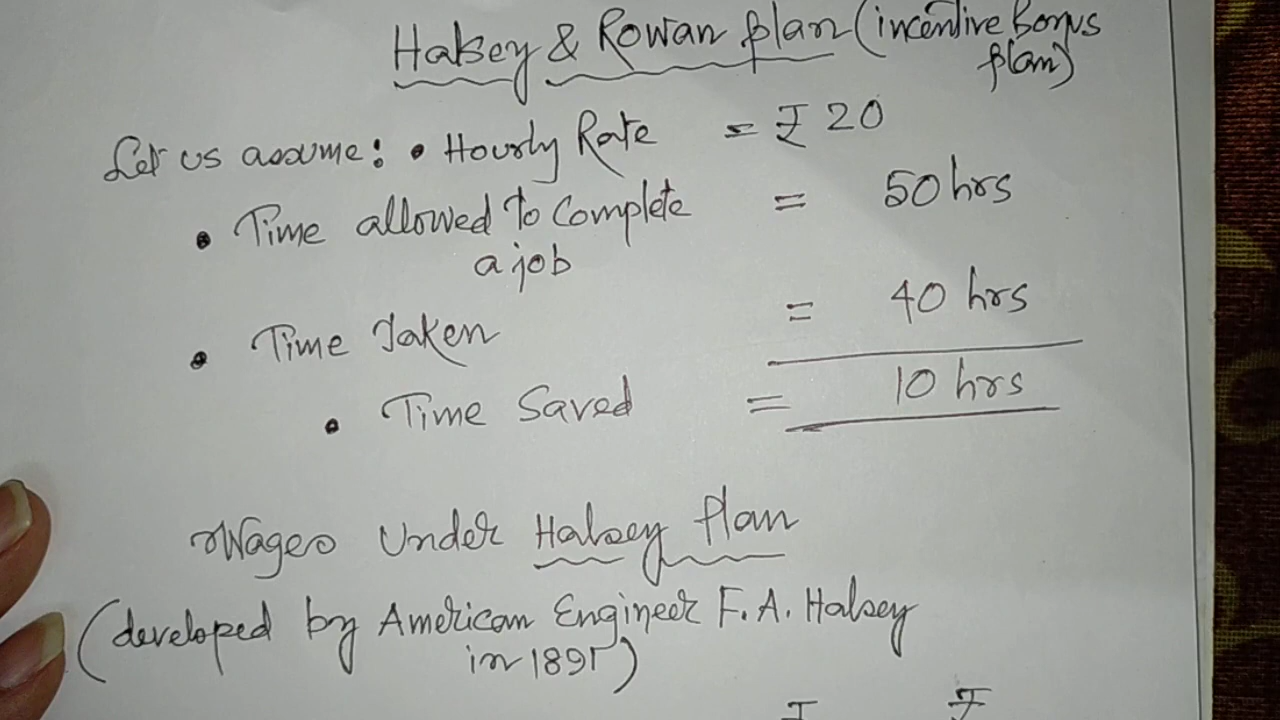 Halsey & Rowan plan (incentive Bonus
plan)
Let us assume: • Hourly Rate = ₹ 20
• Time allowed to Complete = 50 hrs
a job
• Time Taken = 40 hrs
• Time Saved = 10 hrs
Wages Under Halsey Plan
(developed by American Engineer F. A. Halsey
in 1891)
₹ ₹